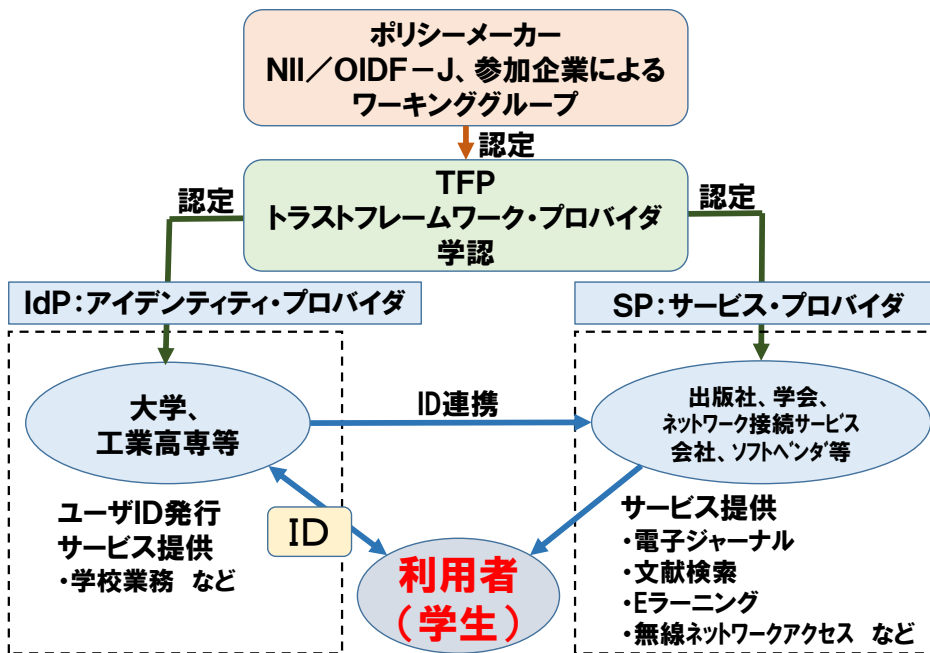 ポリシーメーカー
NII／OIDF－J、参加企業による
ワーキンググループ
認定
TFP
トラストフレームワーク・プロバイダ
学認
認定
認定
IdP：アイデンティティ・プロバイダ
SP：サービス・プロバイダ
大学、
工業高専等
ID連携
出版社、学会、
ネットワーク接続サービス
会社、ソフトベンダ等
ユーザID発行
サービス提供
・学校業務 など
ID
利用者
（学生）
サービス提供
・電子ジャーナル
・文献検索
・Eラーニング
・無線ネットワークアクセス など